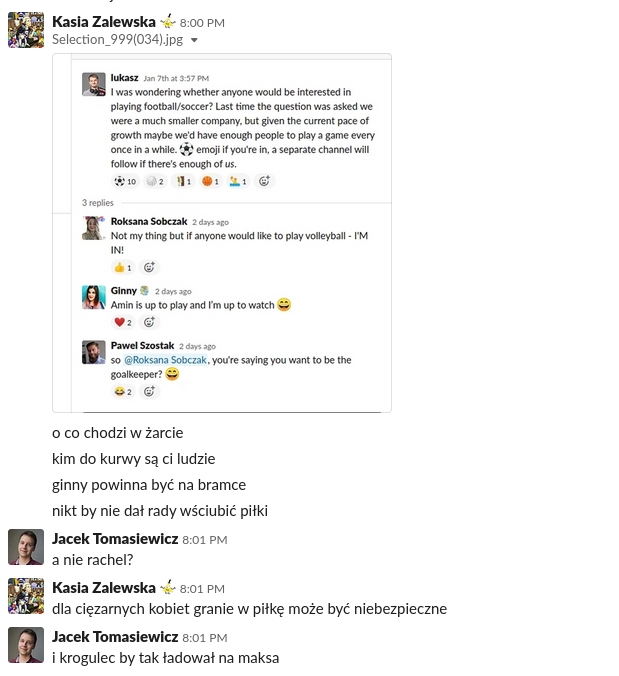 Kasia Zalewska 8:00 PM
Selection_999(034).jpg
lukasz Jan 7th at 3:57 PM
I was wondering whether anyone would be interested in
playing football/soccer? Last time the question was asked we
were a much smaller company, but given the current pace of
growth maybe we'd have enough people to play a game every
once in a while. ⚽ emoji if you're in, a separate channel will
follow if there's enough of us.
⚽ 10 🏐 2 1 🏀 1 1
3 replies
Roksana Sobczak 2 days ago
Not my thing but if anyone would like to play volleyball - I'M
IN!
👍 1
Ginny 2 days ago
Amin is up to play and I'm up to watch 😄
❤️ 2
Pawel Szostak 2 days ago
so @Roksana Sobczak, you're saying you want to be the
goalkeeper? 😄
😂 2
o co chodzi w żarcie
kim do kurwy są ci ludzie
ginny powinna być na bramce
nikt by nie dał rady wściubić piłki
Jacek Tomasiewicz 8:01 PM
a nie rachel?
Kasia Zalewska 8:01 PM
dla ciężarnych kobiet granie w piłkę może być niebezpieczne
Jacek Tomasiewicz 8:01 PM
i krogulec by tak ładował na maksa